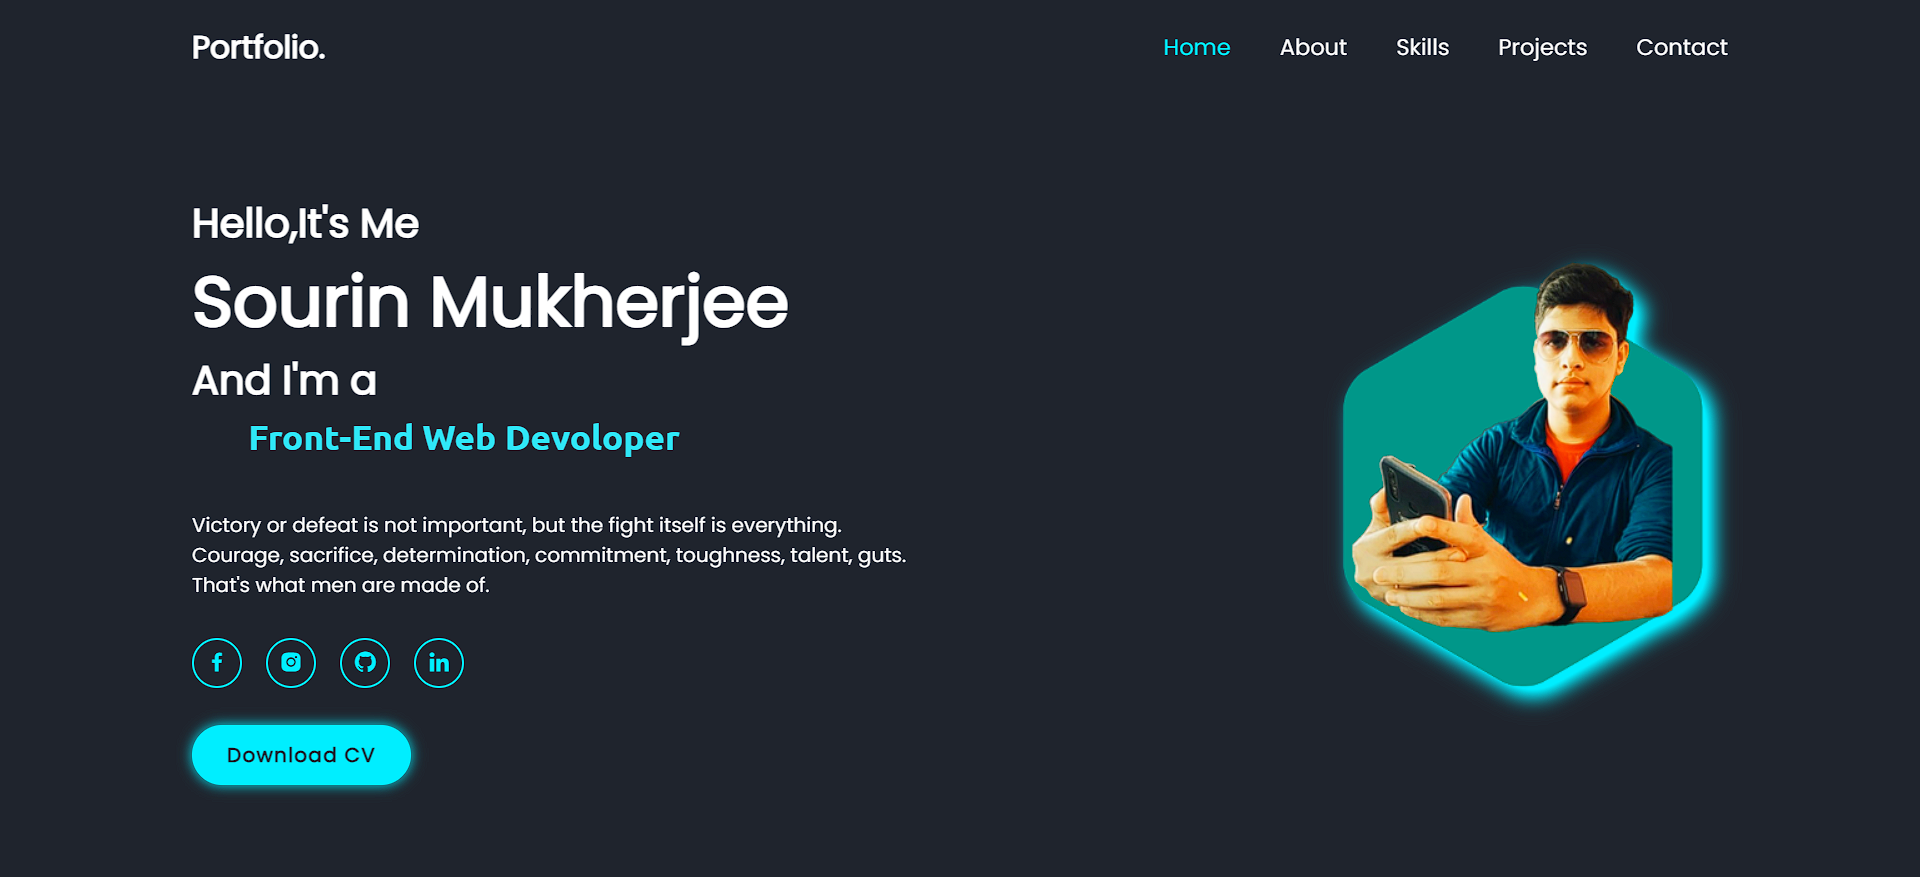 Portfolio.
Home About Skills Projects Contact
Hello,It's Me
Sourin Mukherjee
And I'm a
Front-End Web Devoloper
Victory or defeat is not important, but the fight itself is everything.
Courage, sacrifice, determination, commitment, toughness, talent, guts.
That's what men are made of.
Download CV